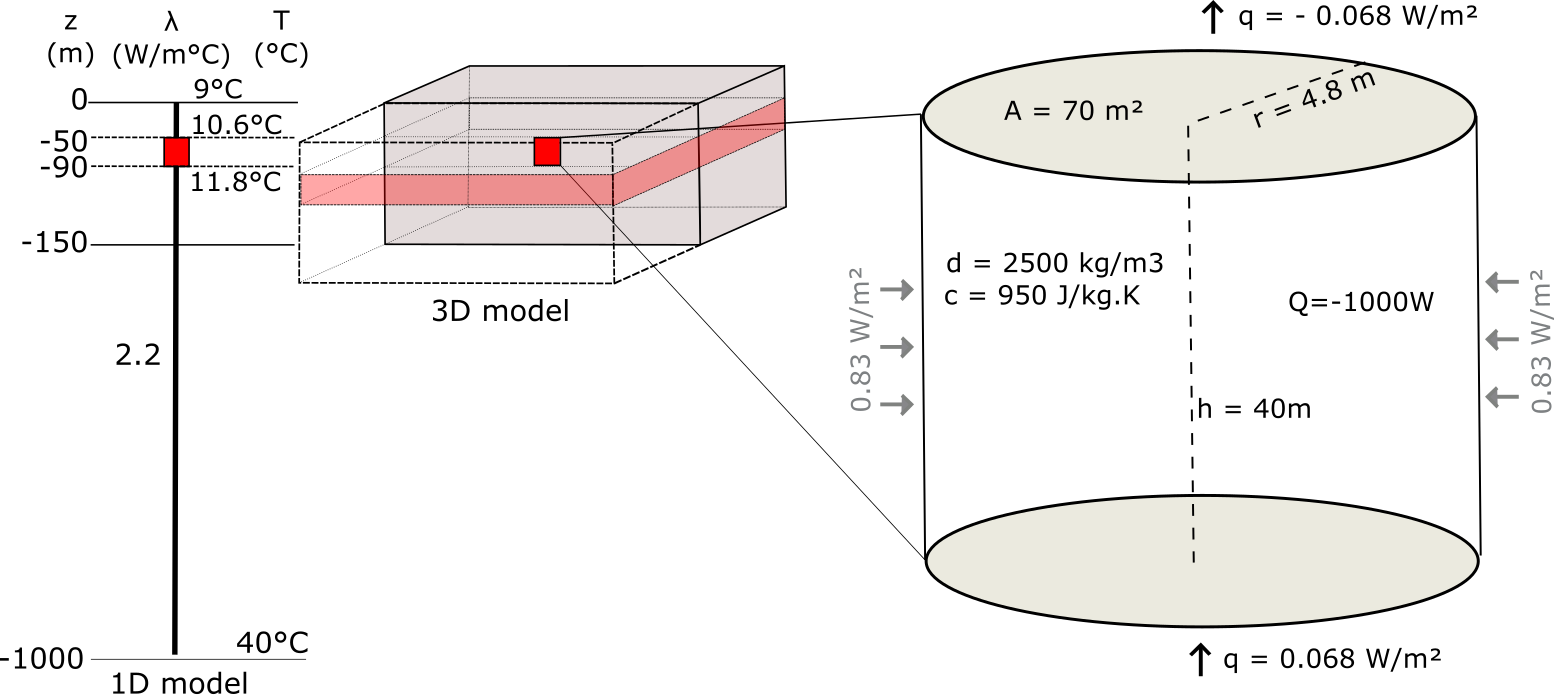 z λ T
(m) (W/m°C) (°C)
0
9°C
10.6°C
-50
-90
11.8°C
-150
2.2
-1000
40°C
1D model
3D model
q = - 0.068 W/m²
A = 70 m²
r = 4.8 m
d = 2500 kg/m3
c = 950 J/kg.K
Q=-1000W
0.83 W/m²
0.83 W/m²
h = 40m
q = 0.068 W/m²